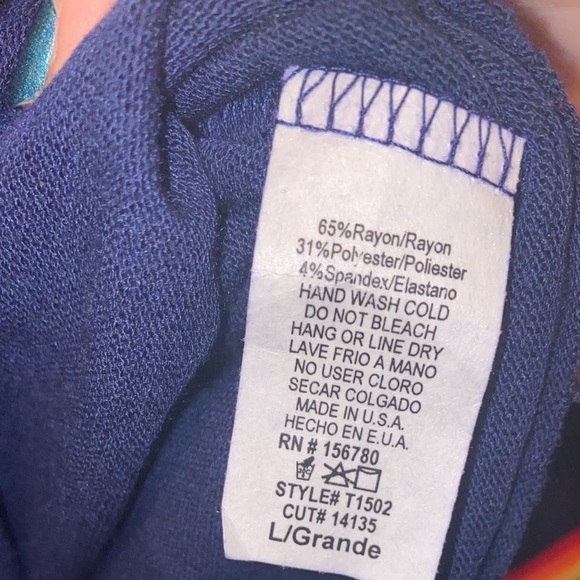 65%Rayon/Rayon
31%Polyester/Poliester
4%Spandex/Elastano
HAND WASH COLD
DO NOT BLEACH
HANG OR LINE DRY
LAVE FRIO A MANO
NO USER CLORO
SECAR COLGADO
MADE IN U.S.A.
HECHO EN E.U.A.
RN # 156780
STYLE# T1502
CUT# 14135
L/Grande